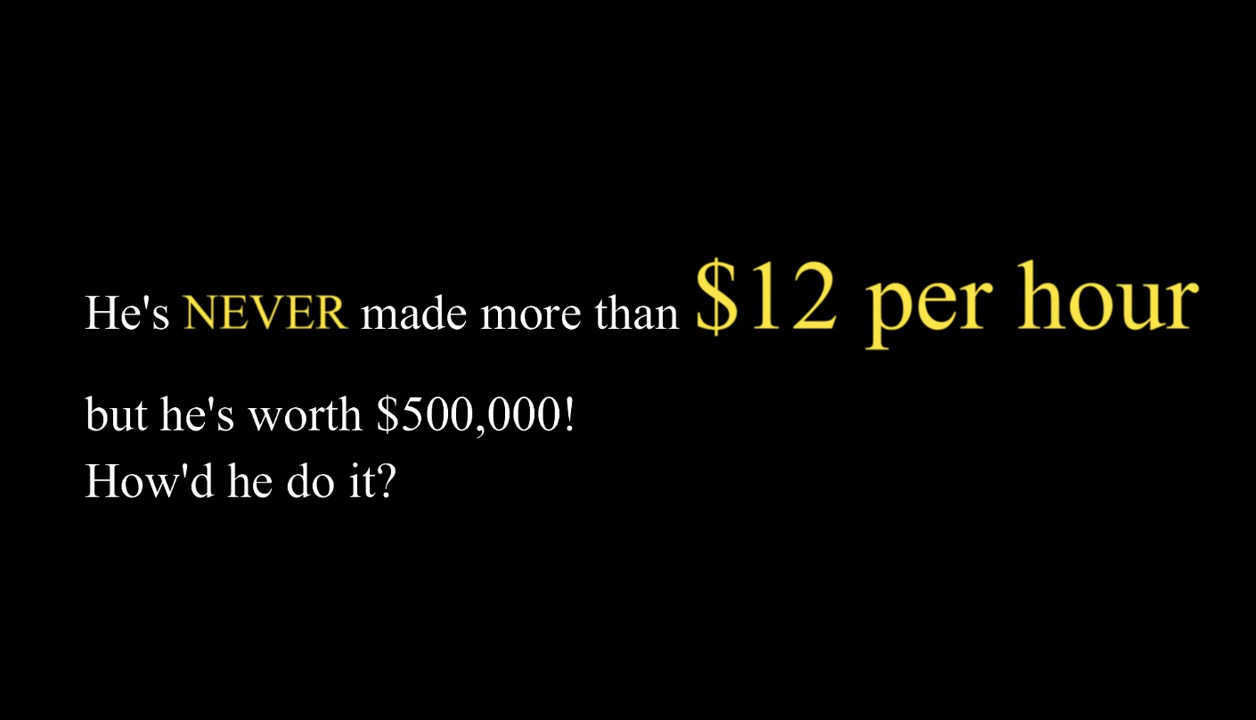 He's NEVER made more than $12 per hour
but he's worth $500,000!
How'd he do it?